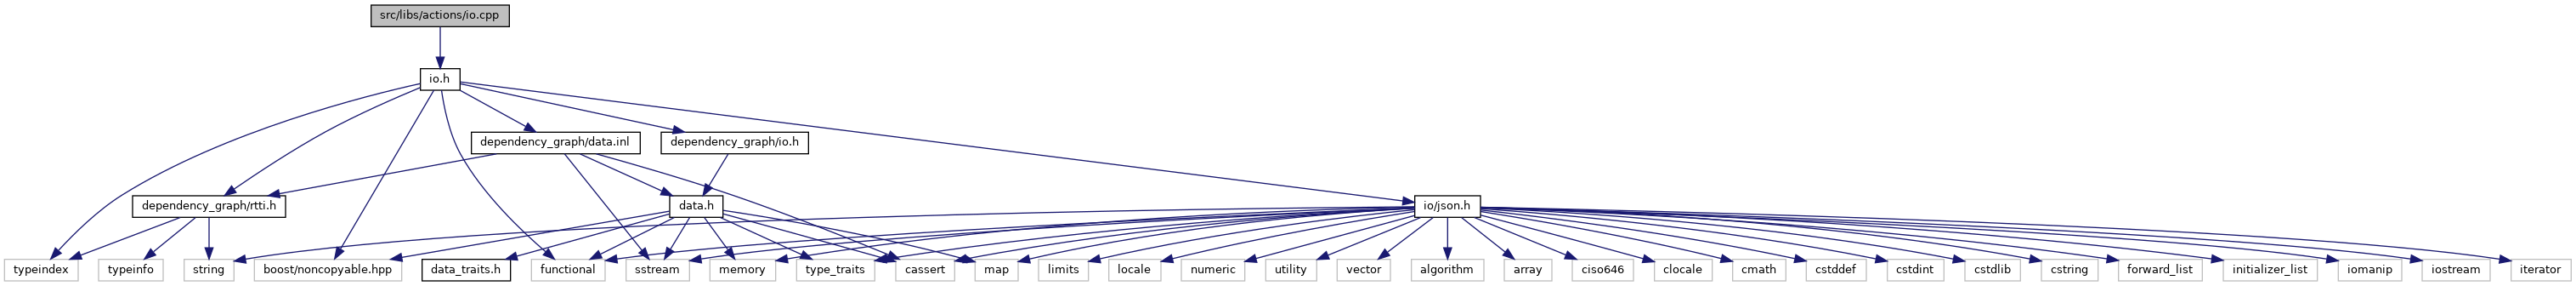 src/libs/actions/io.cpp
io.h
dependency_graph/data.inl
dependency_graph/io.h
dependency_graph/rtti.h
data.h
io/json.h
typeindex
typeinfo
string
boost/noncopyable.hpp
data_traits.h
functional
sstream
memory
type_traits
cassert
map
limits
locale
numeric
utility
vector
algorithm
array
ciso646
clocale
cmath
cstddef
cstdint
cstdlib
cstring
forward_list
initializer_list
iomanip
iostream
iterator